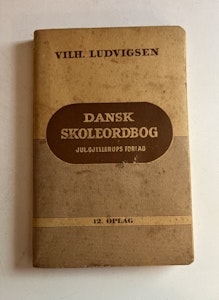 VILH. LUDVIGSEN
DANSK
SKOLEORDBOG
JUL. GJELLERUPS FORLAG
12. OPLAG